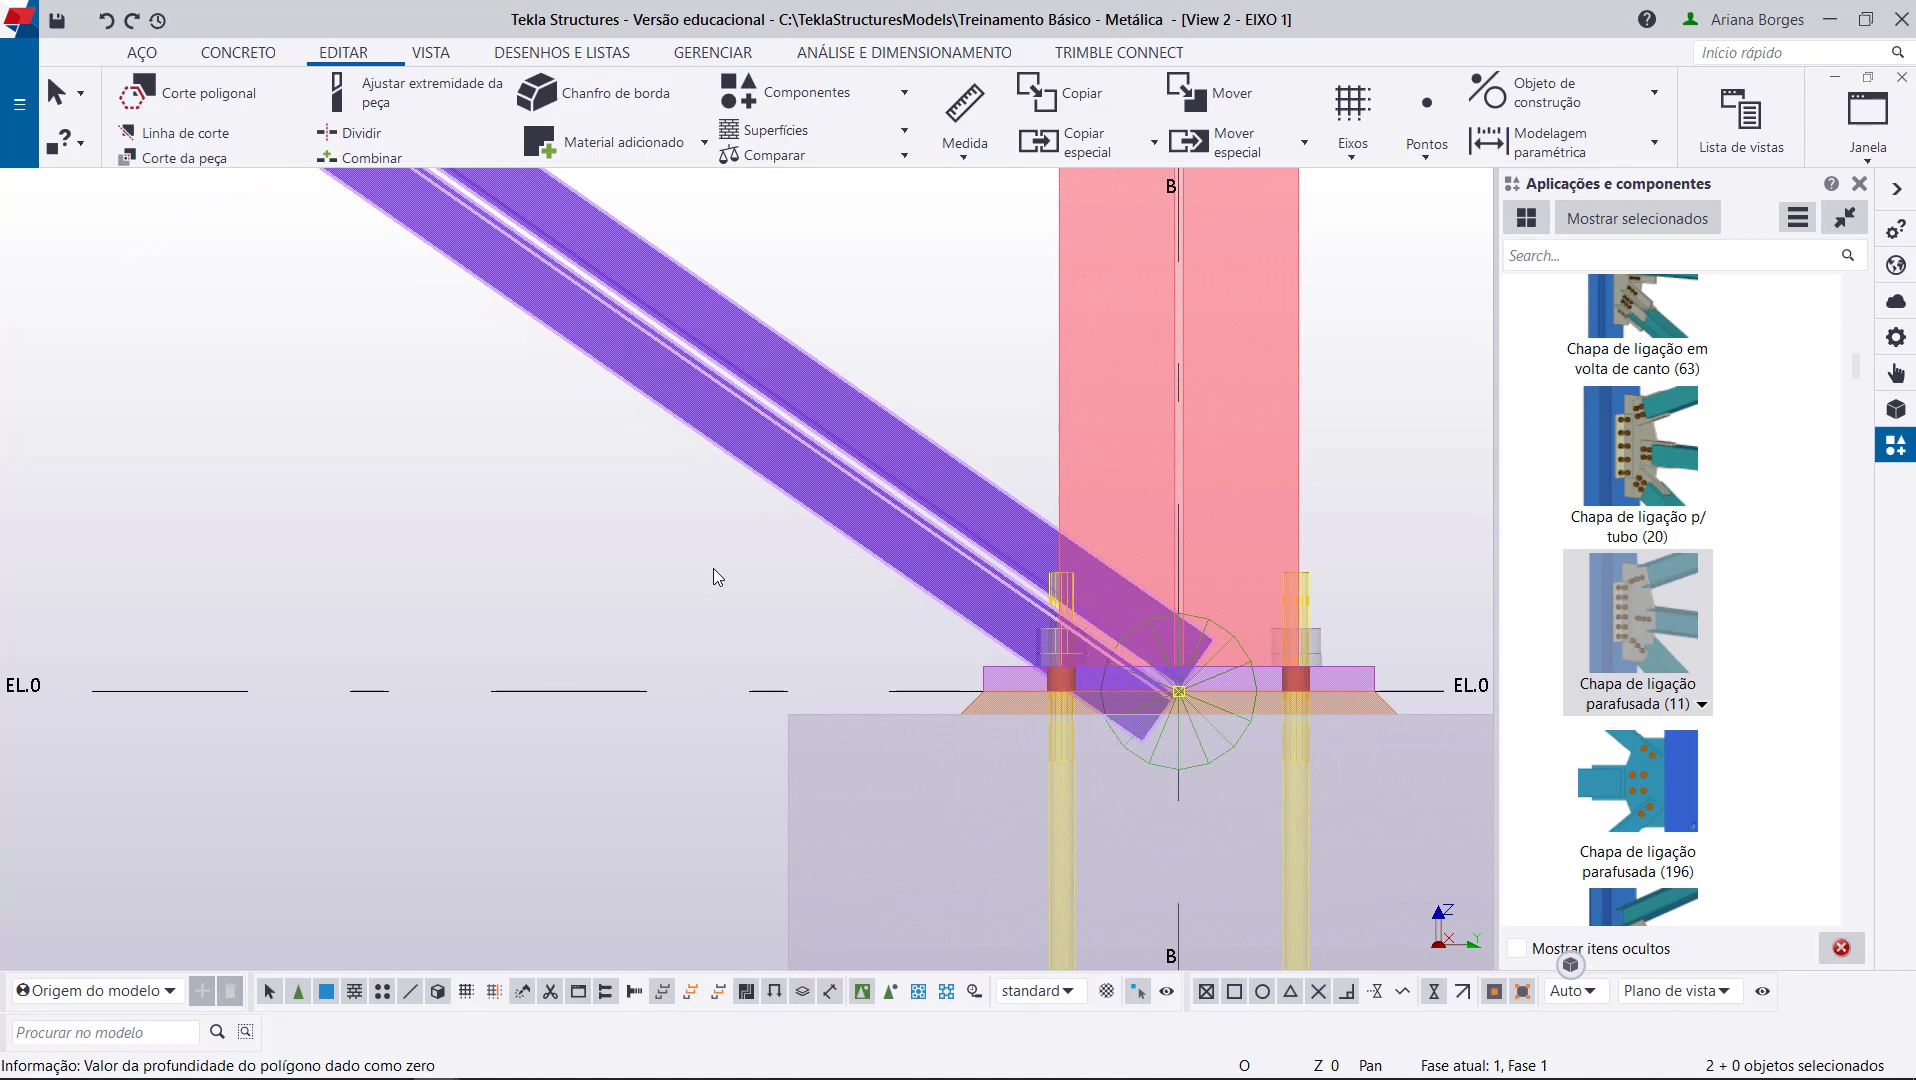 Tekla Structures - Versão educacional - C:\TeklaStructuresModels\Treinamento Básico - Metálica - [View 2 - EIXO 1]
Ariana Borges
AÇO
CONCRETO
EDITAR
VISTA
DESENHOS E LISTAS
GERENCIAR
ANÁLISE E DIMENSIONAMENTO
TRIMBLE CONNECT
Início rápido
Corte poligonal
Linha de corte
Corte da peça
Ajustar extremidade da
peça
Dividir
Combinar
Chanfro de borda
Material adicionado
Componentes
Superfícies
Comparar
Medida
Copiar
Copiar
especial
Mover
Mover
especial
Eixos
Pontos
Objeto de
construção
Modelagem
paramétrica
Lista de vistas
Janela
B
EL.0
EL.0
B
Z
X
Y
Aplicações e componentes
Mostrar selecionados
Search...
Chapa de ligação em
volta de canto (63)
Chapa de ligação p/
tubo (20)
Chapa de ligação
parafusada (11)
Chapa de ligação
parafusada (196)
Mostrar itens ocultos
Origem do modelo
standard
Auto
Plano de vista
Procurar no modelo
Informação: Valor da profundidade do polígono dado como zero
O
Z 0
Pan
Fase atual: 1, Fase 1
2 + 0 objetos selecionados